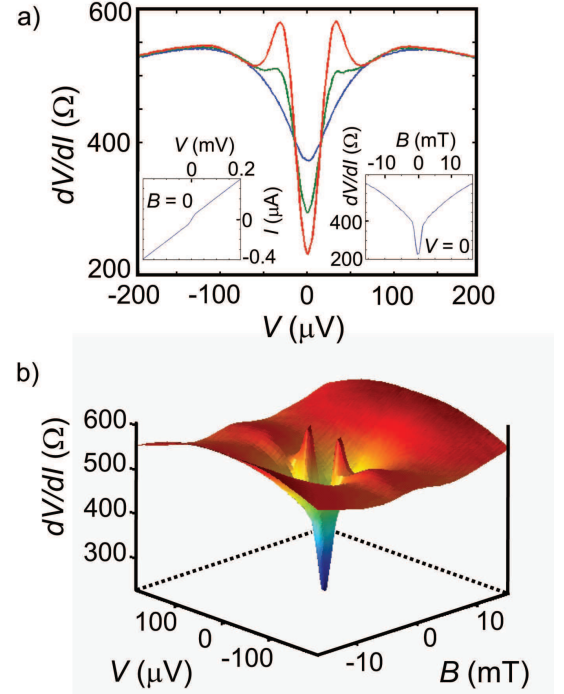 a)
600
400
200
dV/dI (Ω)
-200 -100 0 100 200
V (μV)
V (mV)
0 0.2
B = 0
0
-0.4
I (μA)
B (mT)
-10 0 10
dV/dI (Ω)
400
200
V = 0
b)
600
500
400
300
dV/dI (Ω)
100
0
-100
V (μV)
-10
0
10
B (mT)